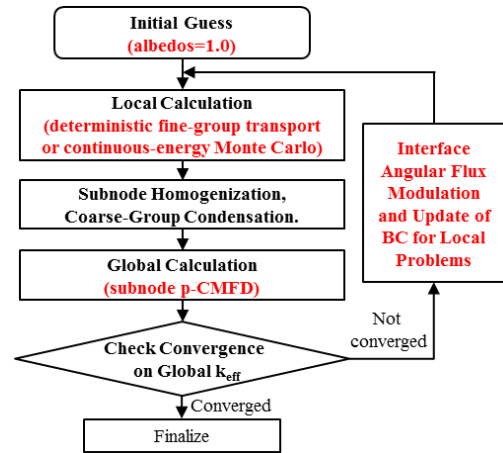 Initial Guess
(albedos=1.0)
Local Calculation
(deterministic fine-group transport
or continuous-energy Monte Carlo)
Subnode Homogenization,
Coarse-Group Condensation.
Global Calculation
(subnode p-CMFD)
Check Convergence
on Global keff
Not
converged
Interface
Angular Flux
Modulation
and Update of
BC for Local
Problems
Converged
Finalize